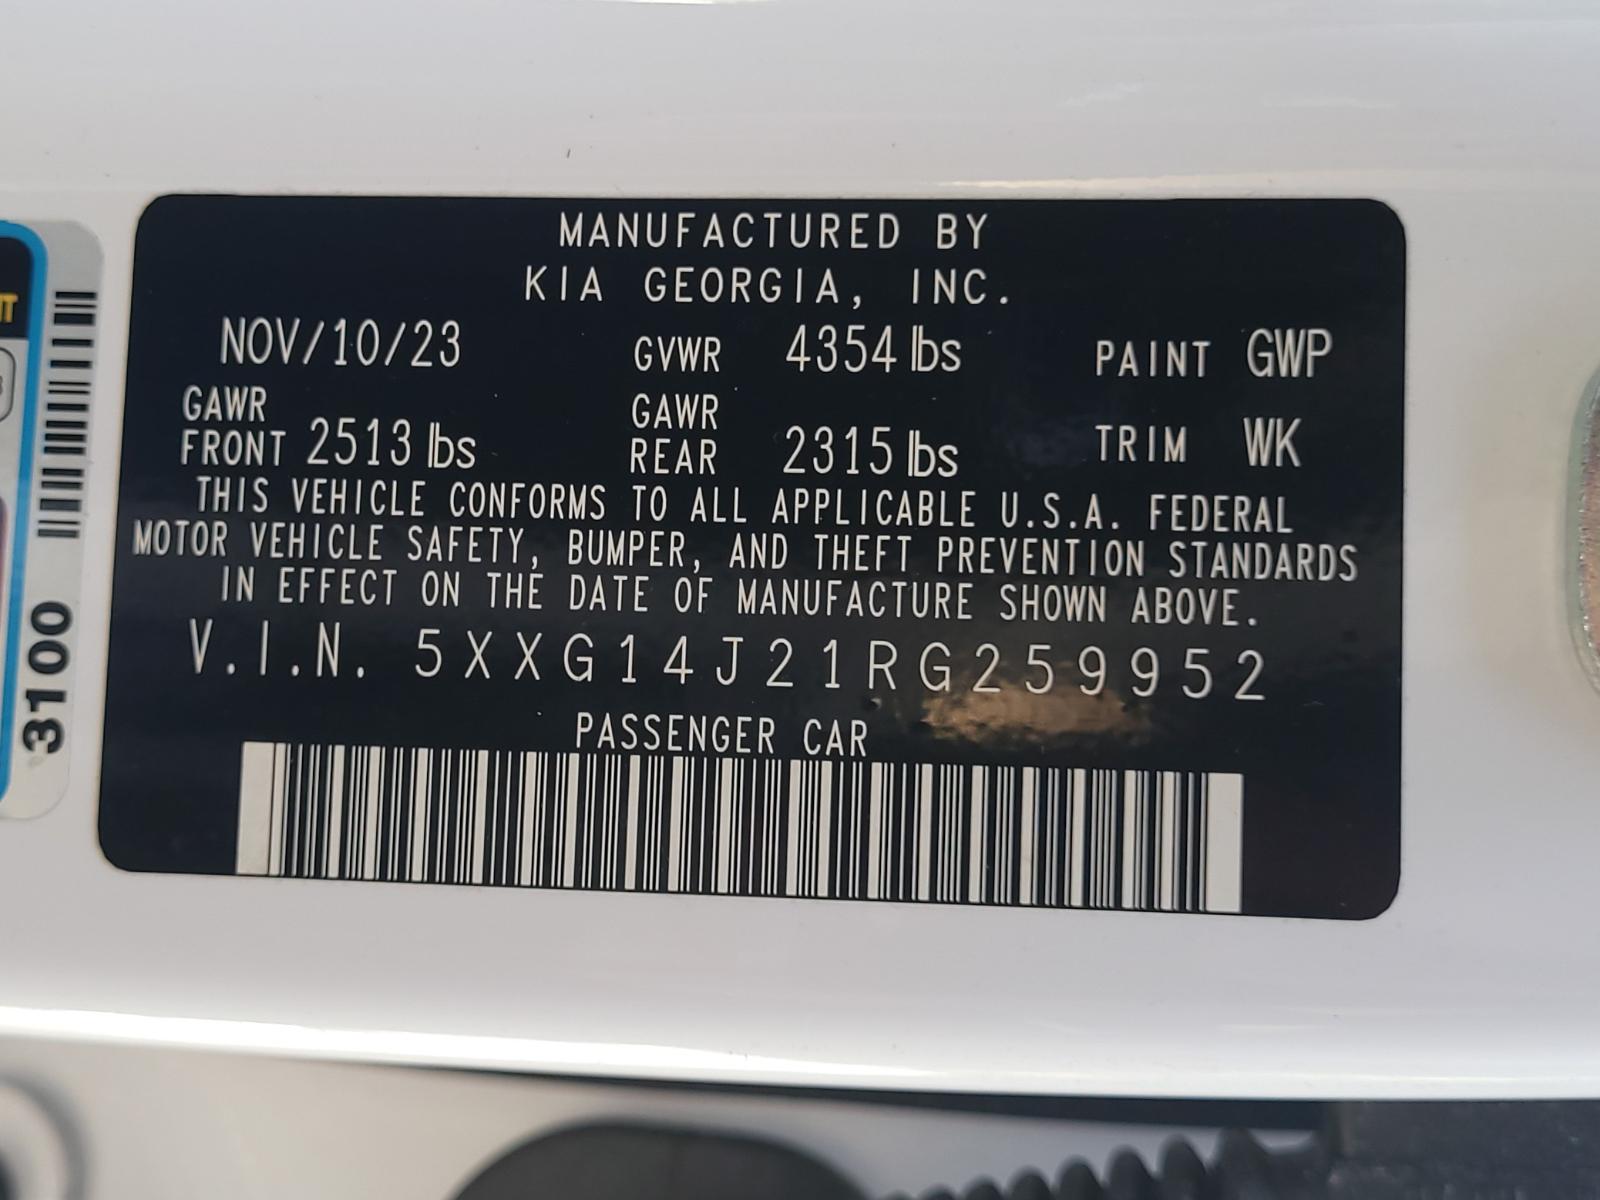 MANUFACTURED BY
KIA GEORGIA, INC.
NOV/10/23 GVWR 4354 lbs PAINT GWP
GAWR FRONT 2513 lbs GAWR REAR 2315 lbs TRIM WK
THIS VEHICLE CONFORMS TO ALL APPLICABLE U.S.A. FEDERAL
MOTOR VEHICLE SAFETY, BUMPER, AND THEFT PREVENTION STANDARDS
IN EFFECT ON THE DATE OF MANUFACTURE SHOWN ABOVE.
V.I.N. 5XXG14J21RG259952
PASSENGER CAR
3100